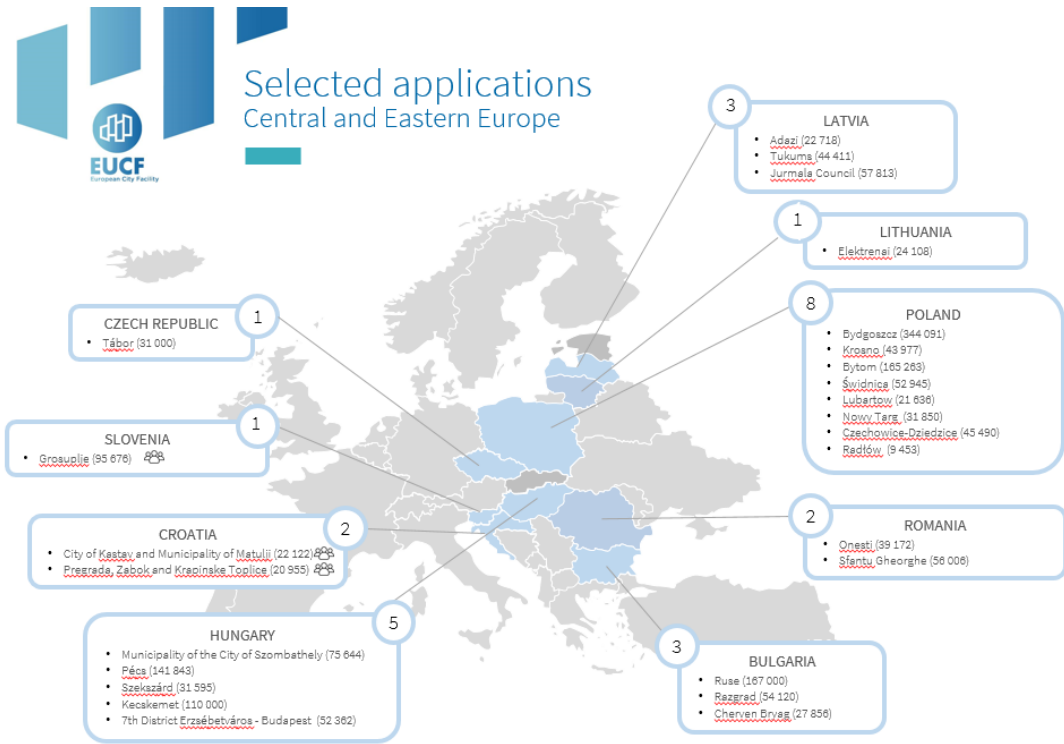 Selected applications
Central and Eastern Europe
EUCF
European City Facility
3
LATVIA
• Adazi (22 718)
• Tukums (44 411)
• Jurmala Council (57 813)
1
LITHUANIA
• Elektrenai (24 108)
8
POLAND
• Bydgoszcz (344 091)
• Krosno (43 977)
• Bytom (165 263)
• Świdnica (52 945)
• Lubartow (21 636)
• Nowy Targ (31 850)
• Czechowice-Dziedzice (45 490)
• Radłów (9 453)
1
CZECH REPUBLIC
• Tábor (31 000)
1
SLOVENIA
• Grosuplje (95 676)
2
CROATIA
• City of Kastav and Municipality of Matulji (22 122)
• Pregrada, Zabok and Krapinske Toplice (20 955)
2
ROMANIA
• Onesti (39 172)
• Sfantu Gheorghe (56 006)
5
HUNGARY
• Municipality of the City of Szombathely (75 644)
• Pécs (141 843)
• Szekszárd (31 595)
• Kecskemet (110 000)
• 7th District Erzsébetváros - Budapest (52 362)
3
BULGARIA
• Ruse (167 000)
• Razgrad (54 120)
• Cherven Bryag (27 856)